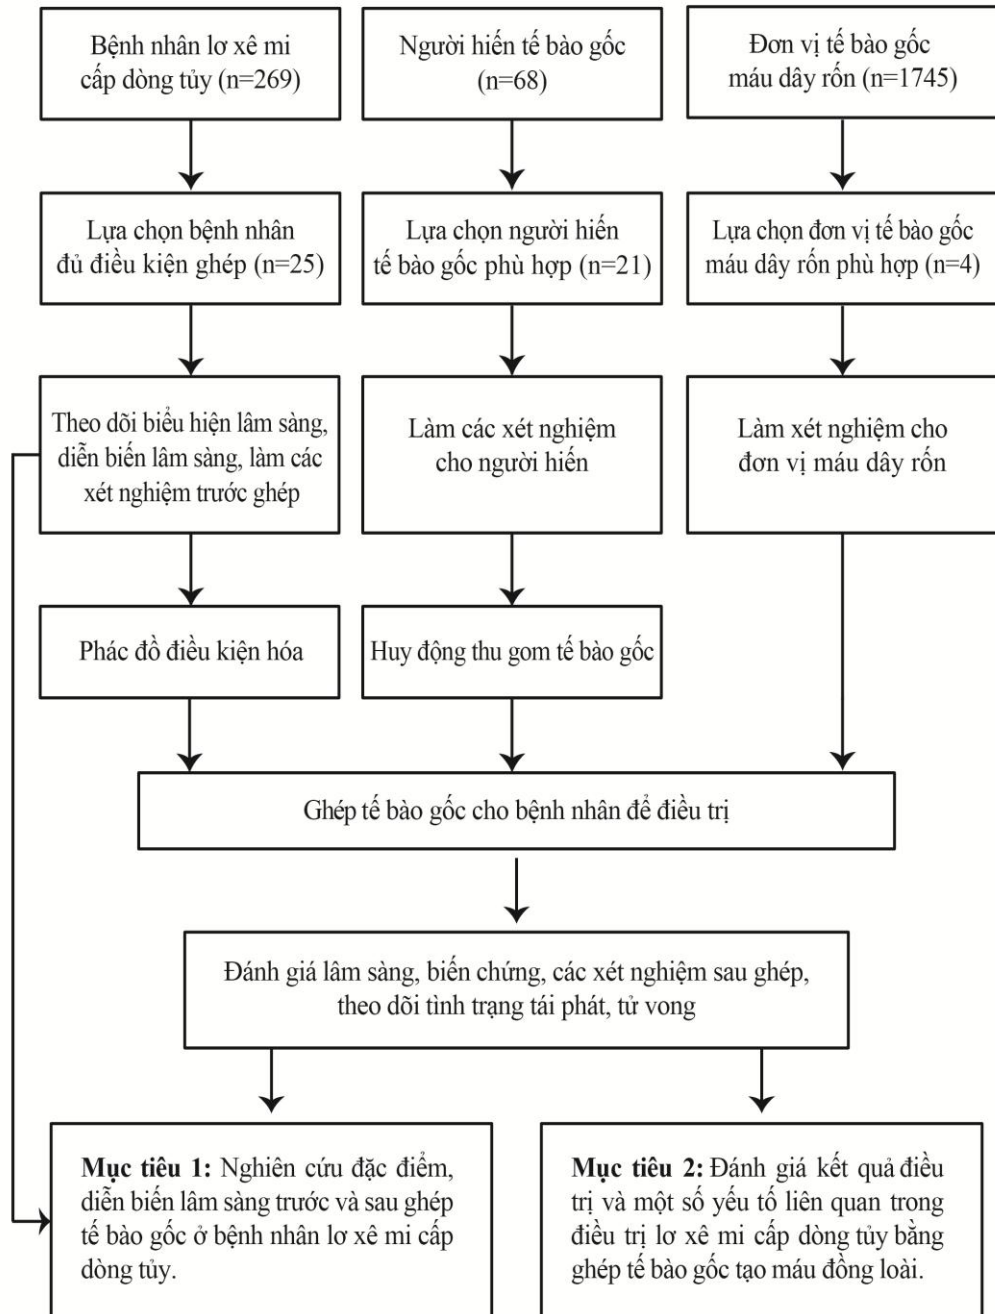 Bệnh nhân lơ xê mi
cấp dòng tủy (n=269)
Người hiến tế bào gốc
(n=68)
Đơn vị tế bào gốc
máu dây rốn (n=1745)
Lựa chọn bệnh nhân
đủ điều kiện ghép (n=25)
Lựa chọn người hiến
tế bào gốc phù hợp (n=21)
Lựa chọn đơn vị tế bào gốc
máu dây rốn phù hợp (n=4)
Theo dõi biểu hiện lâm sàng,
diễn biến lâm sàng, làm các
xét nghiệm trước ghép
Làm các xét nghiệm
cho người hiến
Làm xét nghiệm cho
đơn vị máu dây rốn
Phác đồ điều kiện hóa
Huy động thu gom tế bào gốc
Ghép tế bào gốc cho bệnh nhân để điều trị
Đánh giá lâm sàng, biến chứng, các xét nghiệm sau ghép,
theo dõi tình trạng tái phát, tử vong
Mục tiêu 1: Nghiên cứu đặc điểm,
diễn biến lâm sàng trước và sau ghép
tế bào gốc ở bệnh nhân lơ xê mi cấp
dòng tủy.
Mục tiêu 2: Đánh giá kết quả điều
trị và một số yếu tố liên quan trong
điều trị lơ xê mi cấp dòng tủy bằng
ghép tế bào gốc tạo máu đồng loài.